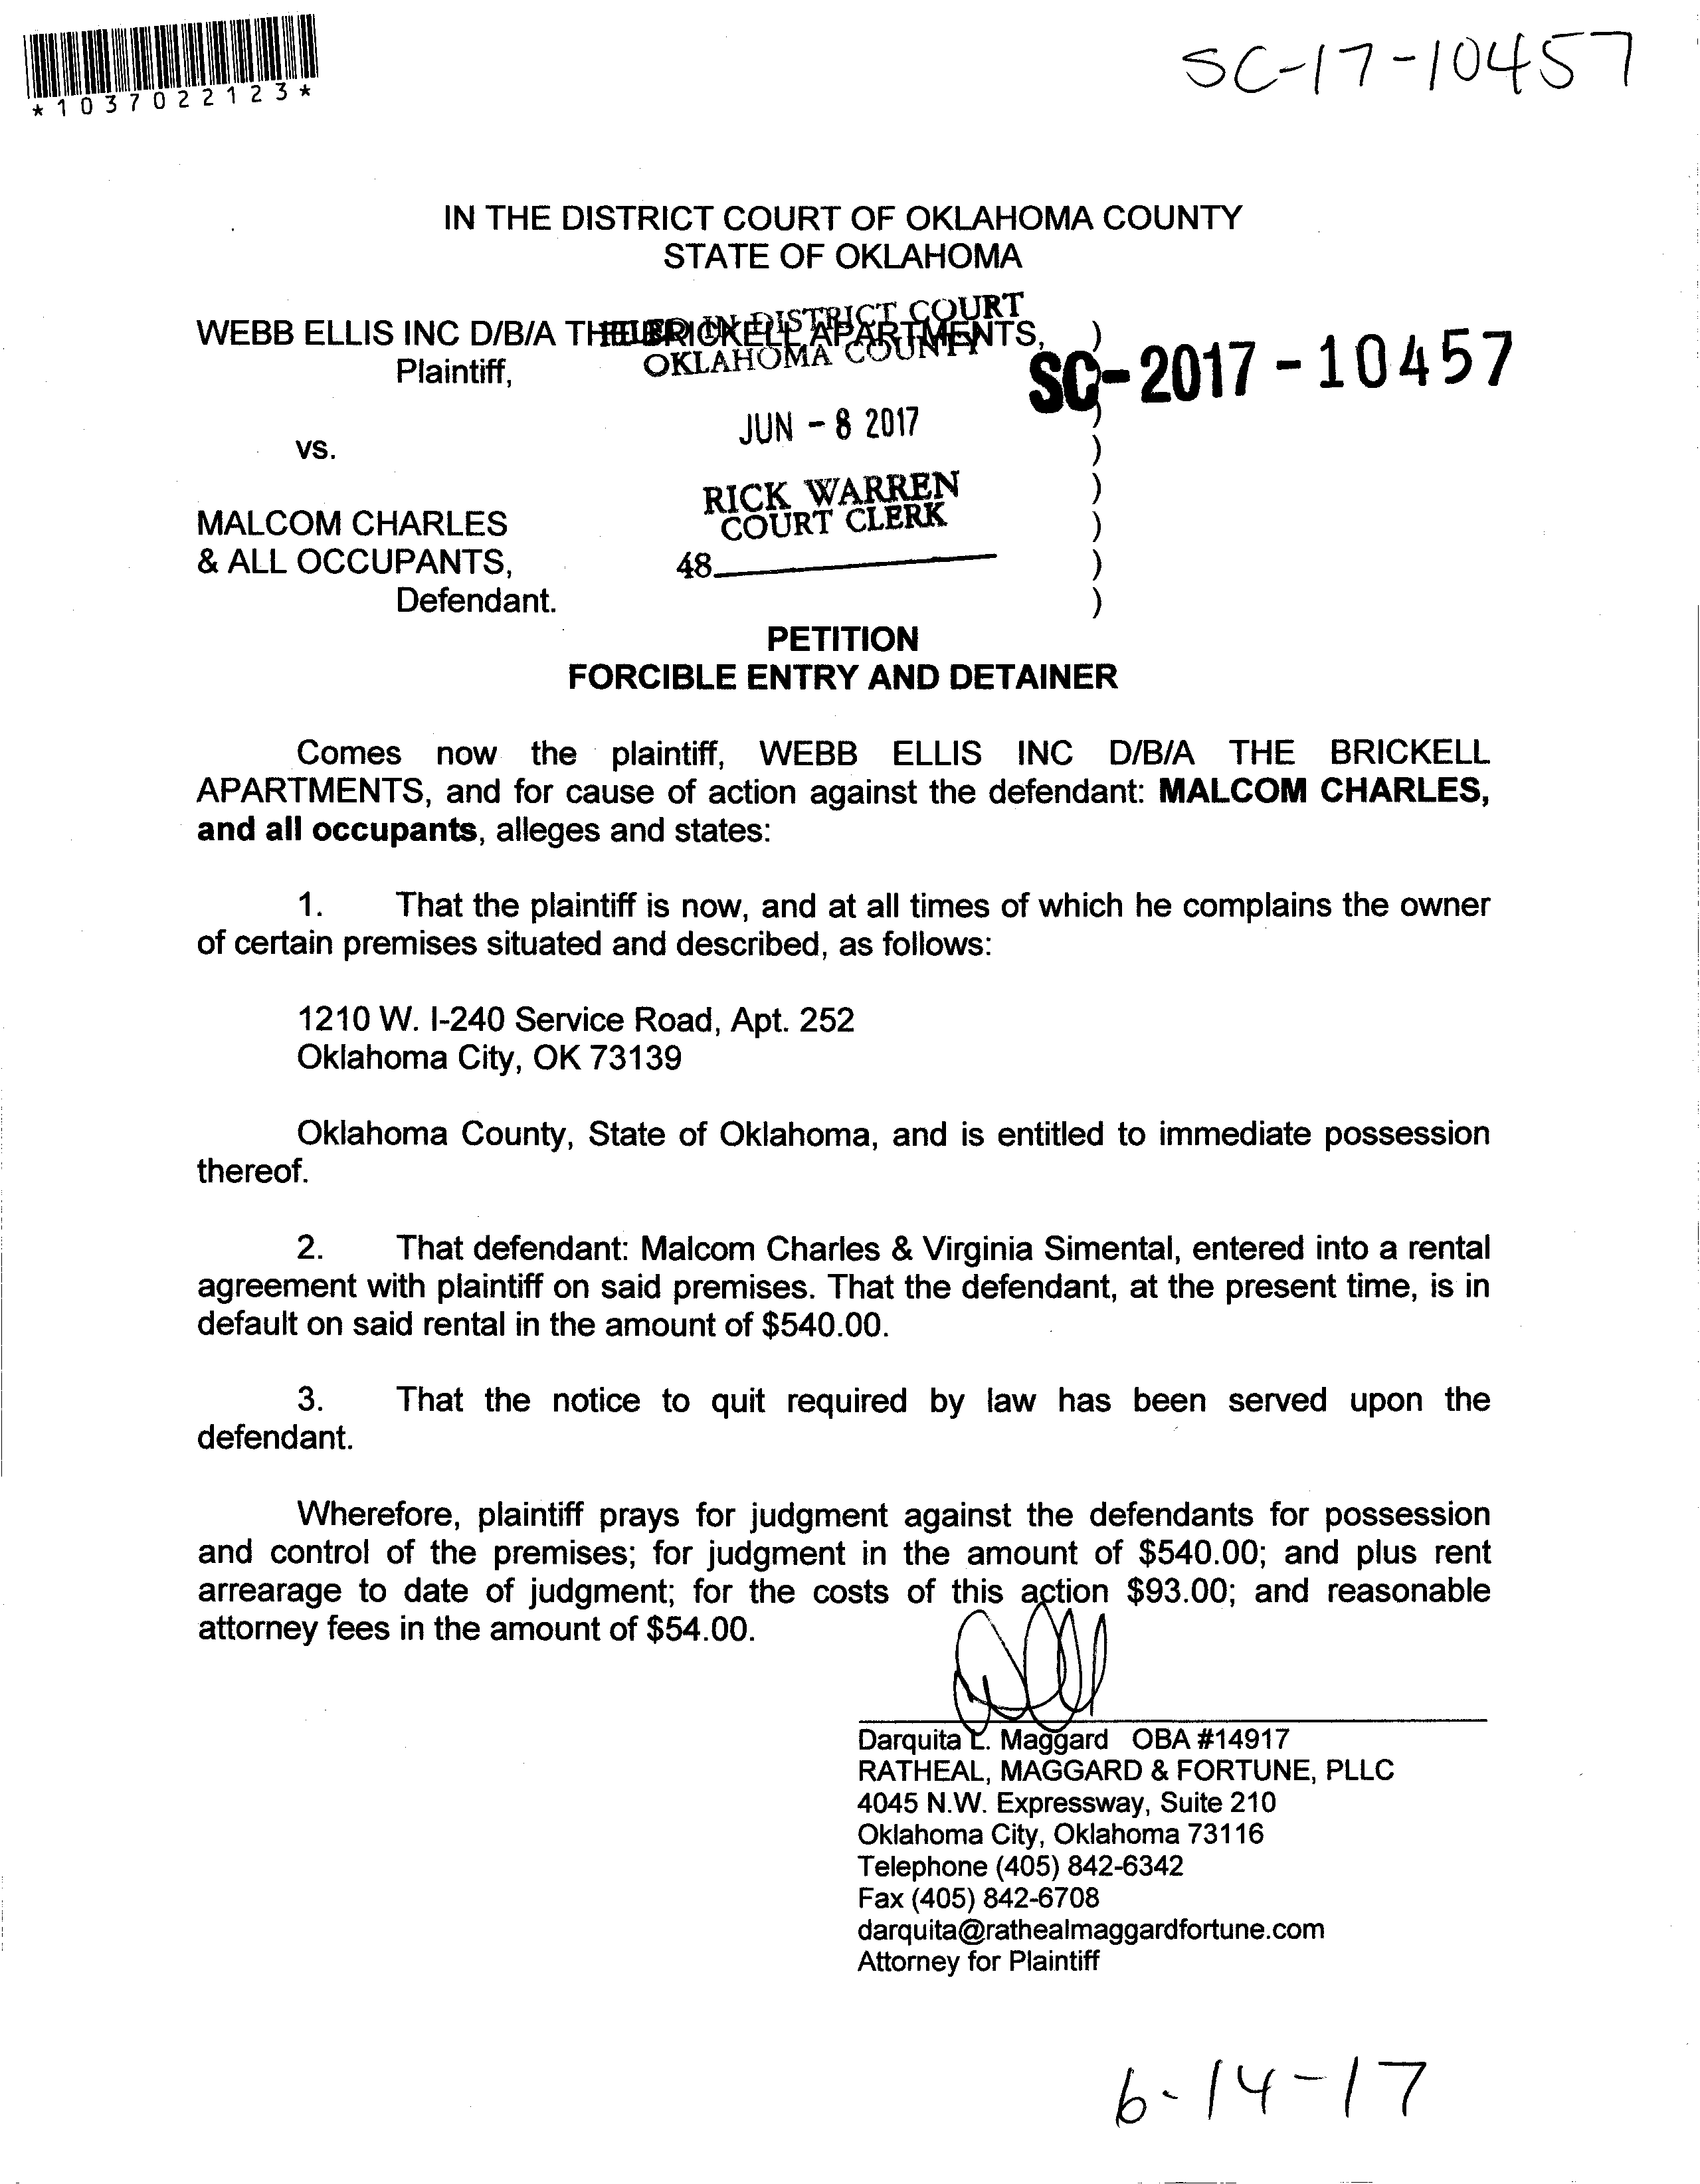 *1037022123*
SC-17-10457
IN THE DISTRICT COURT OF OKLAHOMA COUNTY
STATE OF OKLAHOMA
WEBB ELLIS INC D/B/A THE BRICKELL APARTMENTS, )
IN DISTRICT COURT
OKLAHOMA COUNTY
Plaintiff,
SC-2017-10457
)
JUN - 8 2017
vs. )
RICK WARREN )
COURT CLERK
MALCOM CHARLES )
& ALL OCCUPANTS, )
48
Defendant. )
PETITION
FORCIBLE ENTRY AND DETAINER
Comes now the plaintiff, WEBB ELLIS INC D/B/A THE BRICKELL
APARTMENTS, and for cause of action against the defendant: MALCOM CHARLES,
and all occupants, alleges and states:
1. That the plaintiff is now, and at all times of which he complains the owner
of certain premises situated and described, as follows:
1210 W. I-240 Service Road, Apt. 252
Oklahoma City, OK 73139
Oklahoma County, State of Oklahoma, and is entitled to immediate possession
thereof.
2. That defendant: Malcom Charles & Virginia Simental, entered into a rental
agreement with plaintiff on said premises. That the defendant, at the present time, is in
default on said rental in the amount of $540.00.
3. That the notice to quit required by law has been served upon the
defendant.
Wherefore, plaintiff prays for judgment against the defendants for possession
and control of the premises; for judgment in the amount of $540.00; and plus rent
arrearage to date of judgment; for the costs of this action $93.00; and reasonable
attorney fees in the amount of $54.00.
Darquita L. Maggard OBA #14917
RATHEAL, MAGGARD & FORTUNE, PLLC
4045 N.W. Expressway, Suite 210
Oklahoma City, Oklahoma 73116
Telephone (405) 842-6342
Fax (405) 842-6708
darquita@rathealmaggardfortune.com
Attorney for Plaintiff
6-14-17